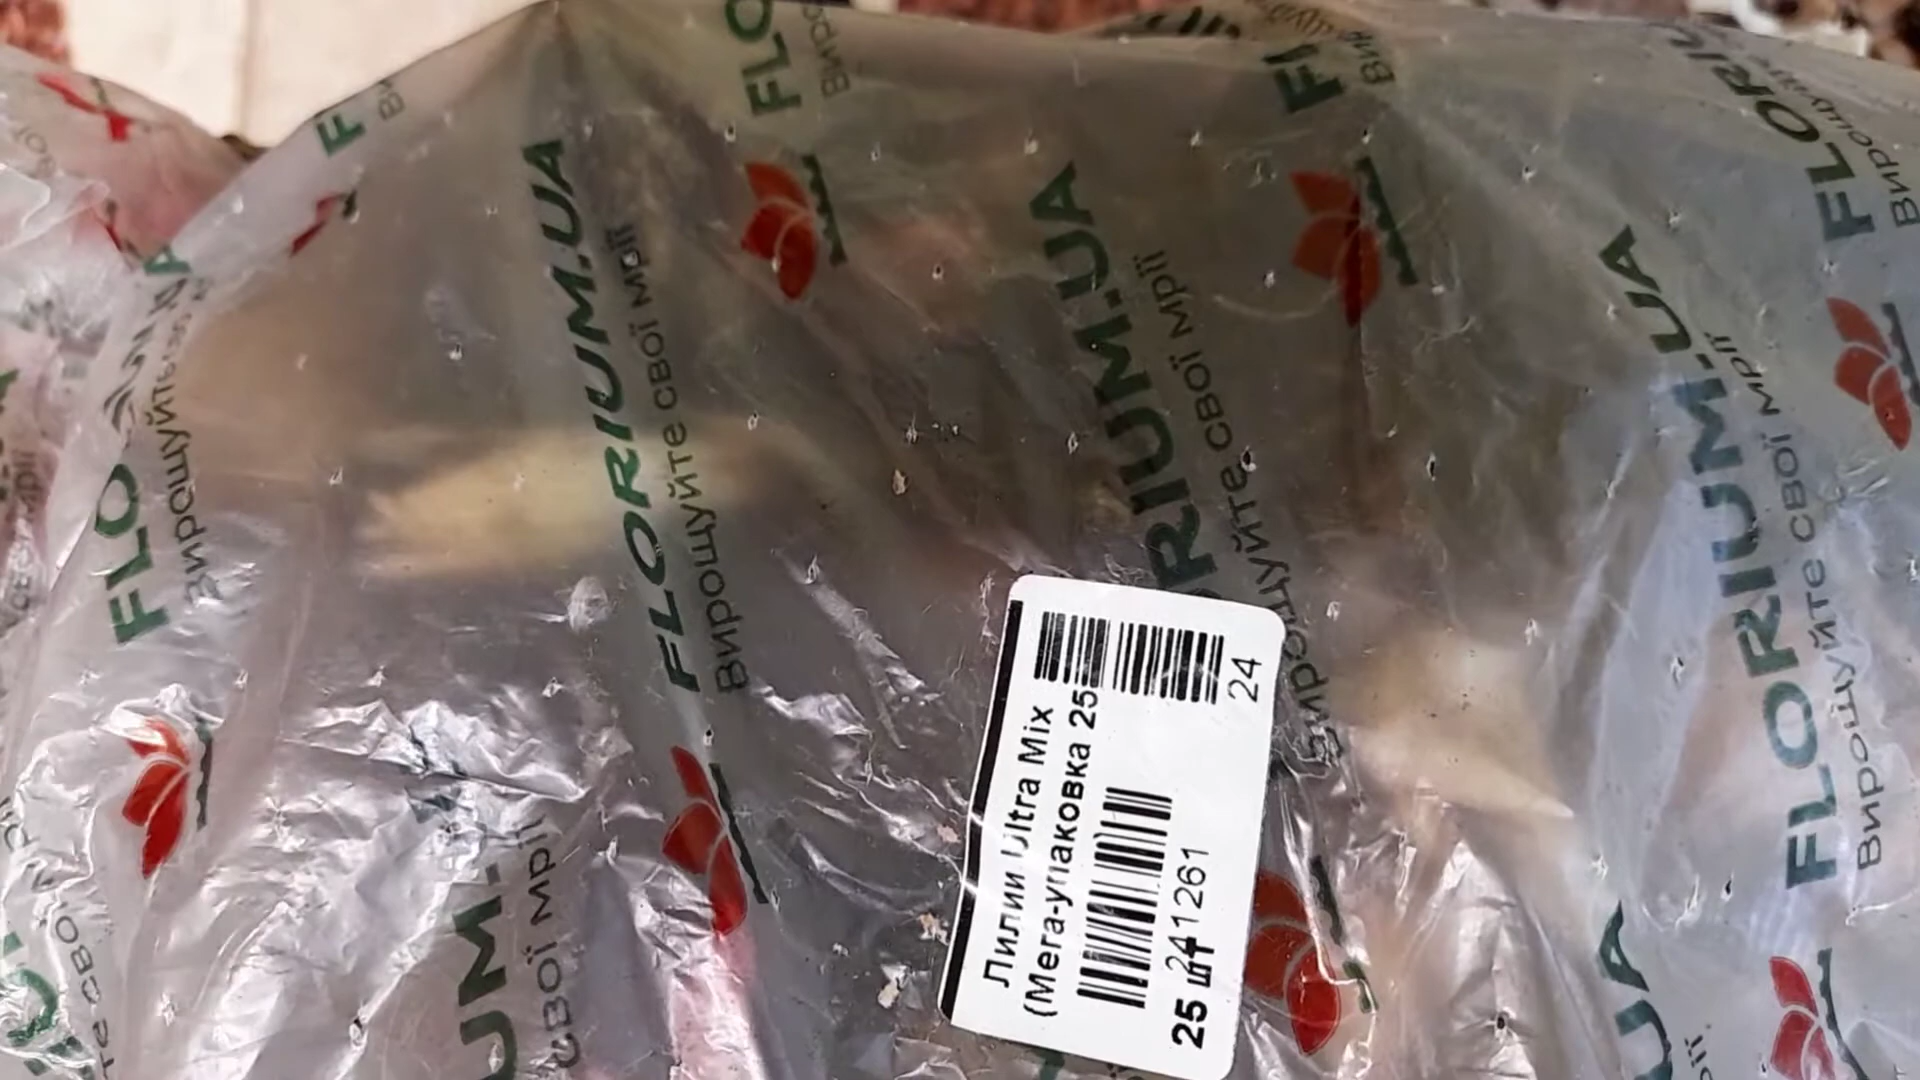 FLORIUM.UA
Вирощуйте свої мрії
FLORIUM.UA
Вирощуйте свої мрії
FLORIUM.UA
Вирощуйте свої мрії
Лилии Ultra Mix
(Мега-упаковка 25
24
241261
25 шт